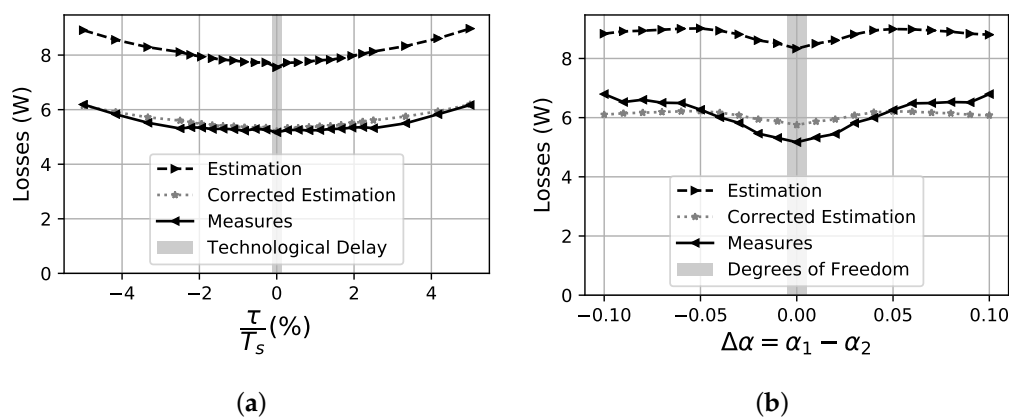 8
6
4
2
0
Losses (W)
Estimation
Corrected Estimation
Measures
Technological Delay
−4 −2 0 2 4
τ/T_s (%)
(a)
8
6
4
2
0
Losses (W)
Estimation
Corrected Estimation
Measures
Degrees of Freedom
−0.10 −0.05 0.00 0.05 0.10
Δα = α₁ − α₂
(b)